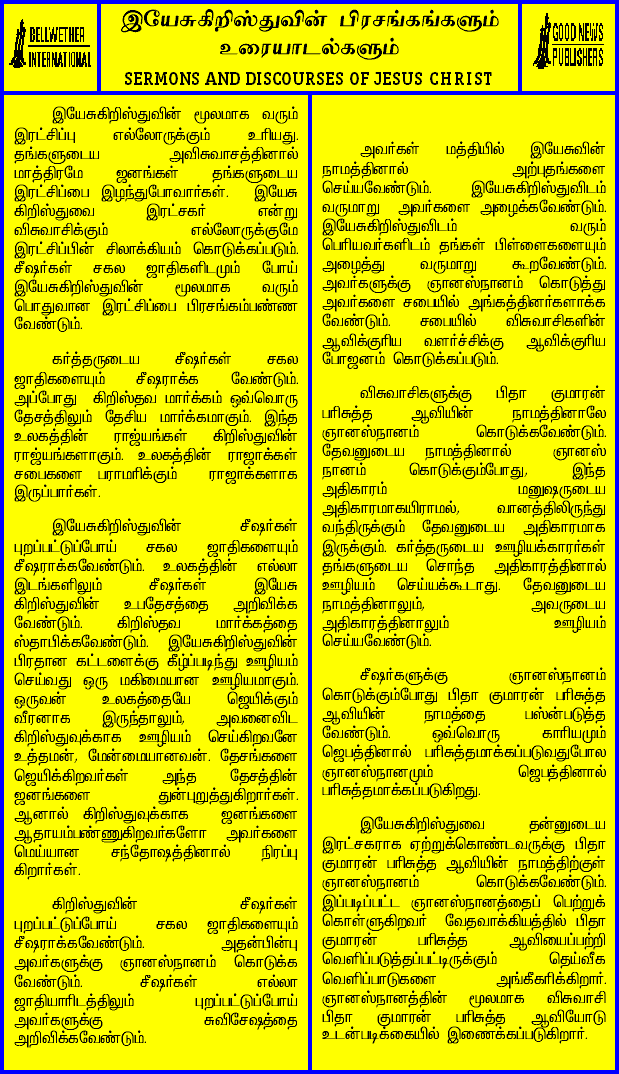 BELLWETHER
INTERNATIONAL
இயேசுகிறிஸ்துவின் பிரசங்கங்களும்
உரையாடல்களும்
SERMONS AND DISCOURSES OF JESUS CHRIST
GOOD NEWS
PUBLISHERS
இயேசுகிறிஸ்துவின் மூலமாக வரும்
இரட்சிப்பு எல்லோருக்கும் உரியது.
தங்களுடைய அவிசுவாசத்தினால்
மாத்திரமே ஜனங்கள் தங்களுடைய
இரட்சிப்பை இழந்துபோவார்கள். இயேசு
கிறிஸ்துவை இரட்சகர் என்று
விசுவாசிக்கும் எல்லோருக்குமே
இரட்சிப்பின் சிலாக்கியம் கொடுக்கப்படும்.
சீஷர்கள் சகல ஜாதிகளிடமும் போய்
இயேசுகிறிஸ்துவின் மூலமாக வரும்
பொதுவான இரட்சிப்பை பிரசங்கம்பண்ண
வேண்டும்.
கர்த்தருடைய சீஷர்கள் சகல
ஜாதிகளையும் சீஷராக்க வேண்டும்.
அப்போது கிறிஸ்தவ மார்க்கம் ஒவ்வொரு
தேசத்திலும் தேசிய மார்க்கமாகும். இந்த
உலகத்தின் ராஜ்யங்கள் கிறிஸ்துவின்
ராஜ்யங்களாகும். உலகத்தின் ராஜாக்கள்
சபைகளை பராமரிக்கும் ராஜாக்களாக
இருப்பார்கள்.
இயேசுகிறிஸ்துவின் சீஷர்கள்
புறப்பட்டுப்போய் சகல ஜாதிகளையும்
சீஷராக்கவேண்டும். உலகத்தின் எல்லா
இடங்களிலும் சீஷர்கள் இயேசு
கிறிஸ்துவின் உபதேசத்தை அறிவிக்க
வேண்டும். கிறிஸ்தவ மார்க்கத்தை
ஸ்தாபிக்கவேண்டும். இயேசுகிறிஸ்துவின்
பிரதான கட்டளைக்கு கீழ்ப்படிந்து ஊழியம்
செய்வது ஒரு மகிமையான ஊழியமாகும்.
ஒருவன் உலகத்தையே ஜெயிக்கும்
வீரனாக இருந்தாலும், அவனைவிட
கிறிஸ்துவுக்காக ஊழியம் செய்கிறவனே
உத்தமன், மேன்மையானவன். தேசங்களை
ஜெயிக்கிறவர்கள் அந்த தேசத்தின்
ஜனங்களை துன்புறுத்துகிறார்கள்.
ஆனால் கிறிஸ்துவுக்காக ஜனங்களை
ஆதாயம்பண்ணுகிறவர்களோ அவர்களை
மெய்யான சந்தோஷத்தினால் நிரப்பு
கிறார்கள்.
கிறிஸ்துவின் சீஷர்கள்
புறப்பட்டுப்போய் சகல ஜாதிகளையும்
சீஷராக்கவேண்டும். அதன்பின்பு
அவர்களுக்கு ஞானஸ்நானம் கொடுக்க
வேண்டும். சீஷர்கள் எல்லா
ஜாதியாரிடத்திலும் புறப்பட்டுப்போய்
அவர்களுக்கு சுவிசேஷத்தை
அறிவிக்கவேண்டும்.
அவர்கள் மத்தியில் இயேசுவின்
நாமத்தினால் அற்புதங்களை
செய்யவேண்டும். இயேசுகிறிஸ்துவிடம்
வருமாறு அவர்களை அழைக்கவேண்டும்.
இயேசுகிறிஸ்துவிடம் வரும்
பெரியவர்களிடம் தங்கள் பிள்ளைகளையும்
அழைத்து வருமாறு கூறவேண்டும்.
அவர்களுக்கு ஞானஸ்நானம் கொடுத்து
அவர்களை சபையில் அங்கத்தினர்களாக்க
வேண்டும். சபையில் விசுவாசிகளின்
ஆவிக்குரிய வளர்ச்சிக்கு ஆவிக்குரிய
போஜனம் கொடுக்கப்படும்.
விசுவாசிகளுக்கு பிதா குமாரன்
பரிசுத்த ஆவியின் நாமத்தினாலே
ஞானஸ்நானம் கொடுக்கவேண்டும்.
தேவனுடைய நாமத்தினால் ஞானஸ்
நானம் கொடுக்கும்போது, இந்த
அதிகாரம் மனுஷருடைய
அதிகாரமாகயிராமல், வானத்திலிருந்து
வந்திருக்கும் தேவனுடைய அதிகாரமாக
இருக்கும். கர்த்தருடைய ஊழியக்காரர்கள்
தங்களுடைய சொந்த அதிகாரத்தினால்
ஊழியம் செய்யக்கூடாது. தேவனுடைய
நாமத்தினாலும், அவருடைய
அதிகாரத்தினாலும் ஊழியம்
செய்யவேண்டும்.
சீஷர்களுக்கு ஞானஸ்நானம்
கொடுக்கும்போது பிதா குமாரன் பரிசுத்த
ஆவியின் நாமத்தை பஸ்ன்படுத்த
வேண்டும். ஒவ்வொரு காரியமும்
ஜெபத்தினால் பரிசுத்தமாக்கப்படுவதுபோல
ஞானஸ்நானமும் ஜெபத்தினால்
பரிசுத்தமாக்கப்படுகிறது.
இயேசுகிறிஸ்துவை தன்னுடைய
இரட்சகராக ஏற்றுக்கொண்டவருக்கு பிதா
குமாரன் பரிசுத்த ஆவியின் நாமத்திற்குள்
ஞானஸ்நானம் கொடுக்கவேண்டும்.
இப்படிப்பட்ட ஞானஸ்நானத்தைப் பெற்றுக்
கொள்ளுகிறவர் வேதவாக்கியத்தில் பிதா
குமாரன் பரிசுத்த ஆவியைப்பற்றி
வெளிப்படுத்தப்பட்டிருக்கும் தெய்வீக
வெளிப்பாடுகளை அங்கீகரிக்கிறார்.
ஞானஸ்நானத்தின் மூலமாக விசுவாசி
பிதா குமாரன் பரிசுத்த ஆவியோடு
உடன்படிக்கையில் இணைக்கப்படுகிறார்.